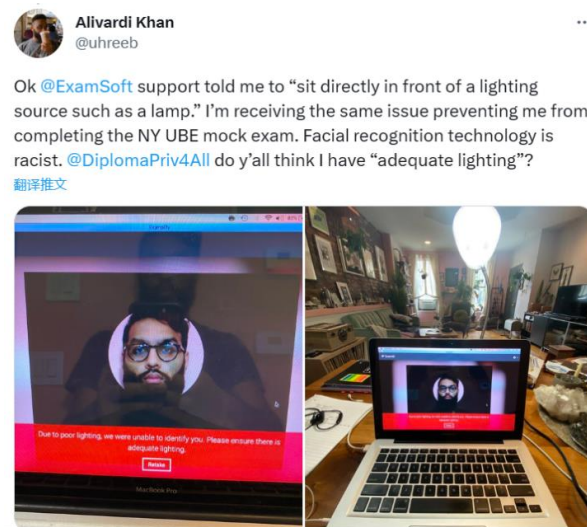 Alivardi Khan
@uhreeb
Ok @ExamSoft support told me to “sit directly in front of a lighting
source such as a lamp.” I’m receiving the same issue preventing me from
completing the NY UBE mock exam. Facial recognition technology is
racist. @DiplomaPriv4All do y’all think I have “adequate lighting”?
翻译推文
Due to poor lighting, we were unable to identify you. Please ensure there is
adequate lighting.
Retake
MacBook Pro